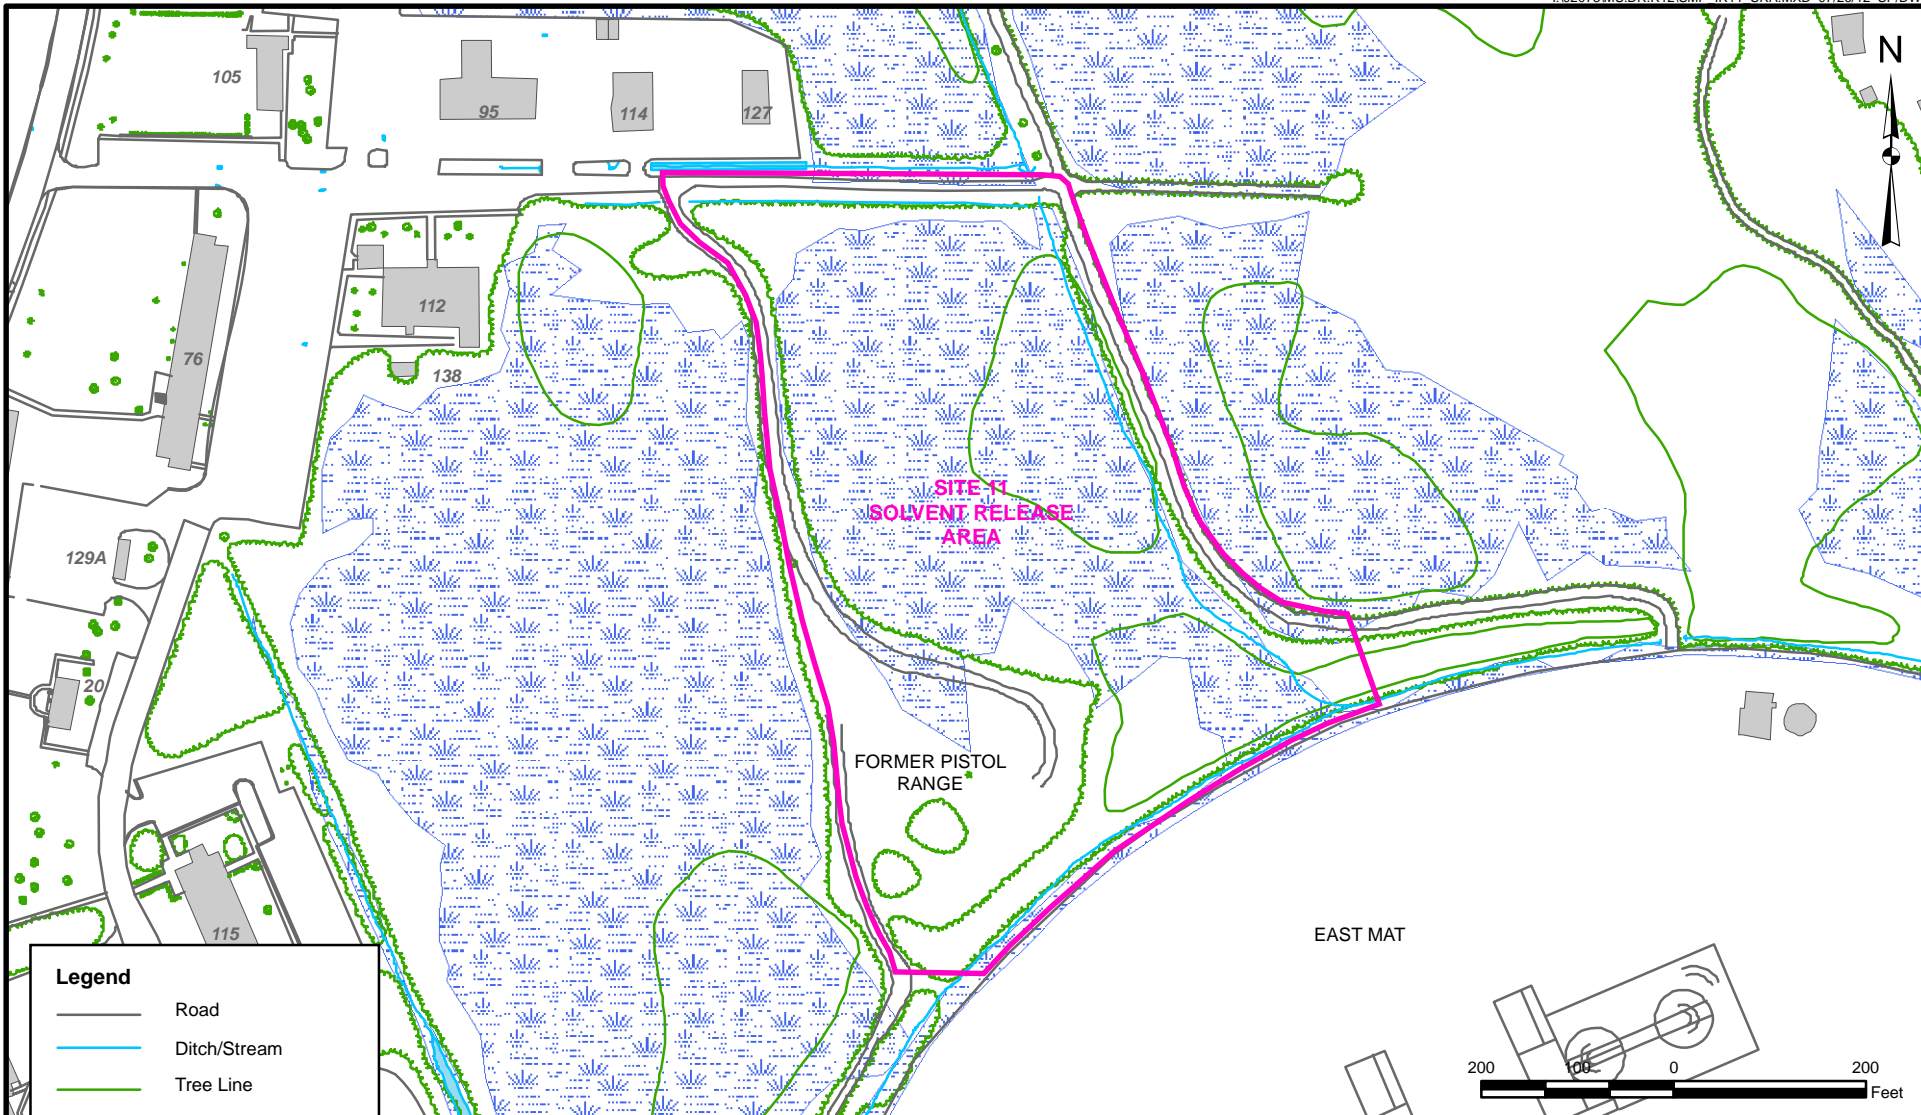 N
105
95
114
127
112
76
138
SITE 11
SOLVENT RELEASE
AREA
129A
20
FORMER PISTOL
RANGE
115
EAST MAT
Legend
Road
Ditch/Stream
Tree Line
200 100 0 200
Feet